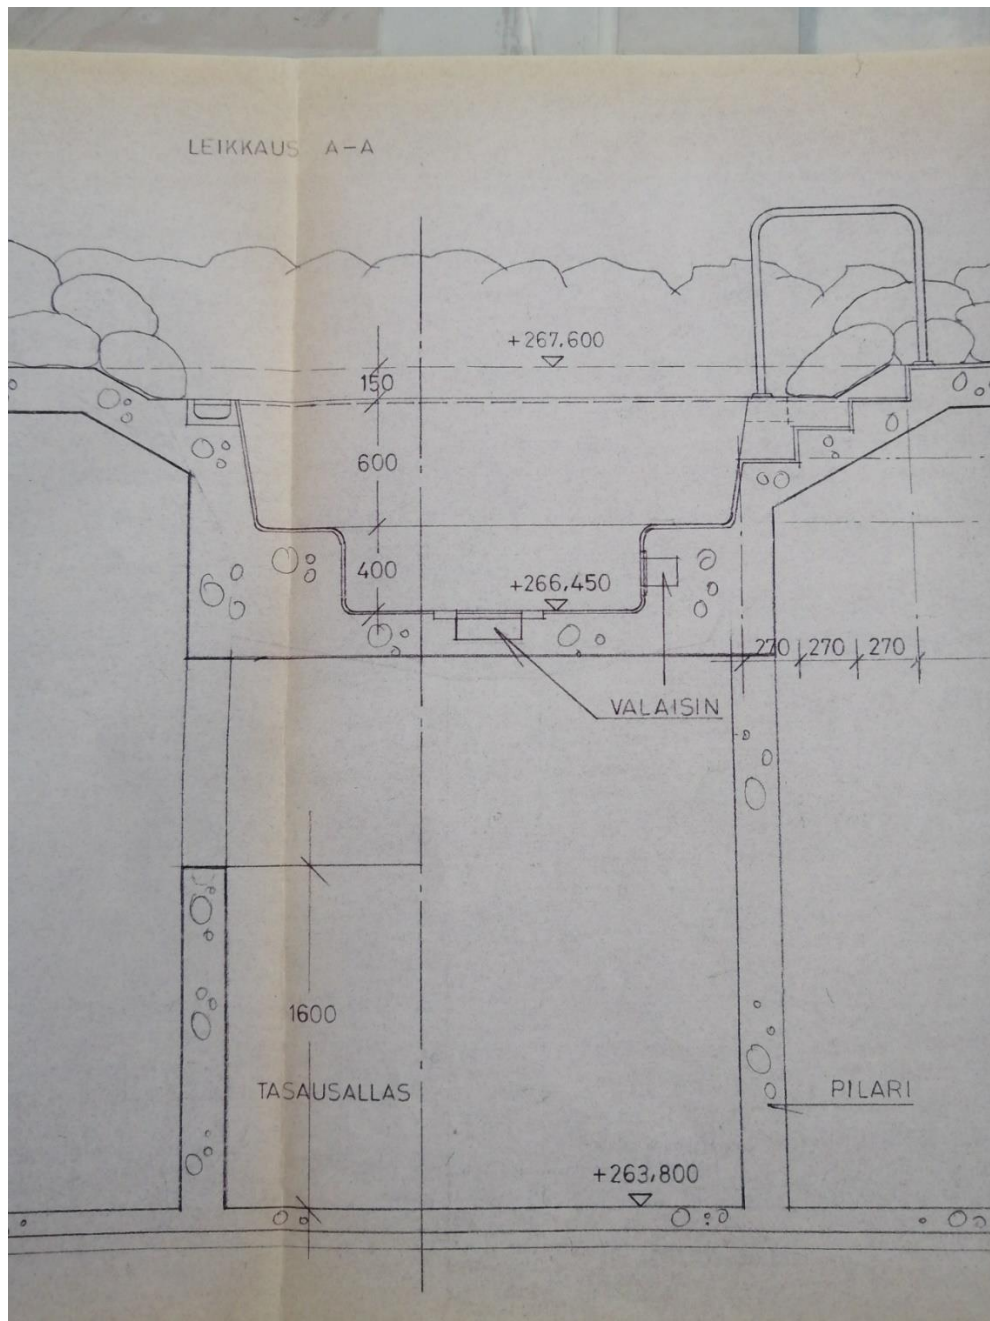 LEIKKAUS A-A
+267,600
150
600
400
+266,450
270 270 270
VALAISIN
1600
TASAUSALLAS
PILARI
+263,800